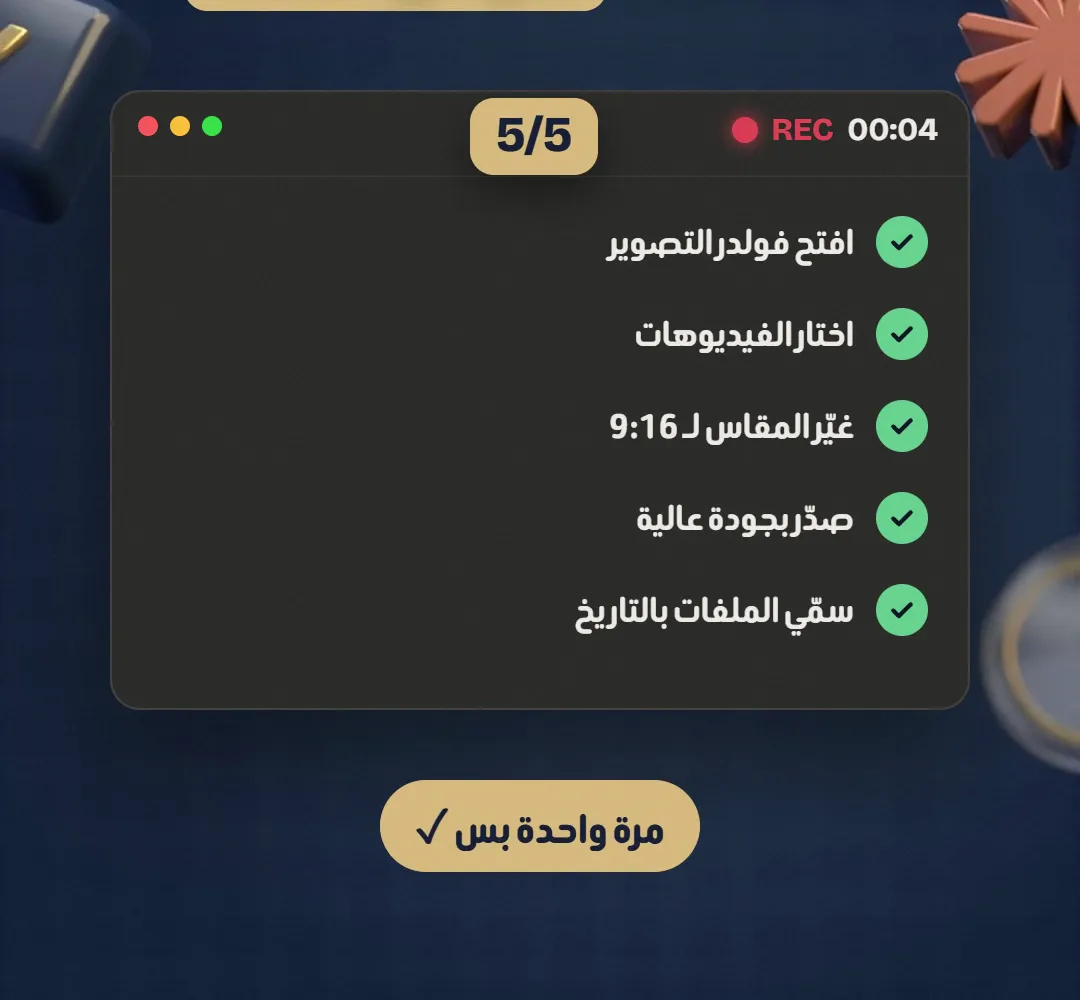 5/5
REC 00:04
افتح فولدر التصوير
اختار الفيديوهات
غيّر المقاس لـ 9:16
صدّر بجودة عالية
سمّي الملفات بالتاريخ
مرة واحدة بس ✓